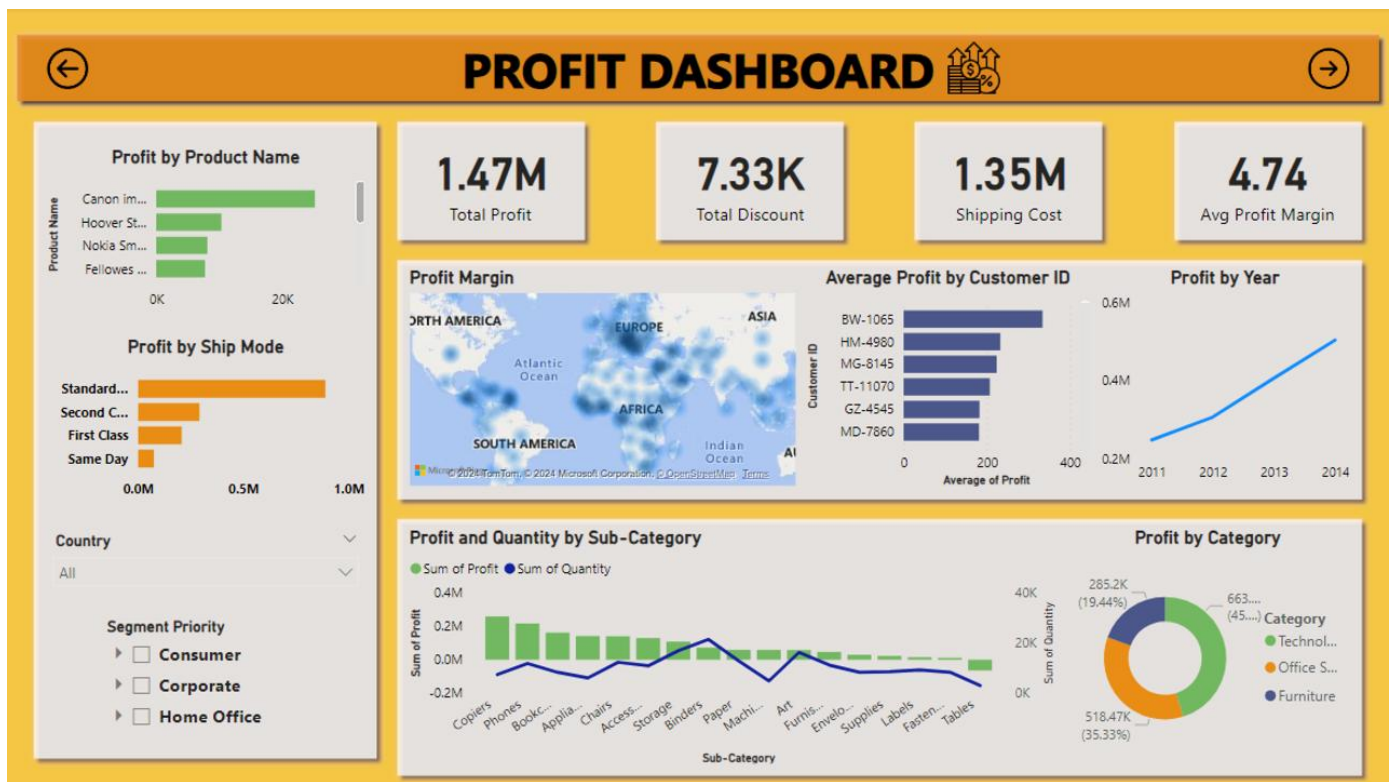 PROFIT DASHBOARD
Profit by Product Name
Product Name
Canon im...
Hoover St...
Nokia Sm...
Fellowes ...
0K 20K
Profit by Ship Mode
Standard...
Second C...
First Class
Same Day
0.0M 0.5M 1.0M
Country
All
Segment Priority
Consumer
Corporate
Home Office
1.47M
Total Profit
7.33K
Total Discount
1.35M
Shipping Cost
4.74
Avg Profit Margin
Profit Margin
ORTH AMERICA
EUROPE
ASIA
Atlantic
Ocean
AFRICA
SOUTH AMERICA
Indian
Ocean
AU
© 2024 TomTom, © 2024 Microsoft Corporation, © OpenStreetMap Terms
Average Profit by Customer ID
Customer ID
BW-1065
HM-4980
MG-8145
TT-11070
GZ-4545
MD-7860
0 200 400
Average of Profit
Profit by Year
0.6M
0.4M
0.2M
2011 2012 2013 2014
Profit and Quantity by Sub-Category
Sum of Profit Sum of Quantity
Sum of Profit
0.4M
0.2M
0.0M
-0.2M
40K
20K
0K
Sum of Quantity
Copiers Phones Bookc... Applia... Chairs Access... Storage Binders Paper Machi... Art Furnis... Envelo... Supplies Labels Fasten... Tables
Sub-Category
Profit by Category
285.2K
(19.44%)
663....
(45....)
518.47K
(35.33%)
Category
Technol...
Office S...
Furniture